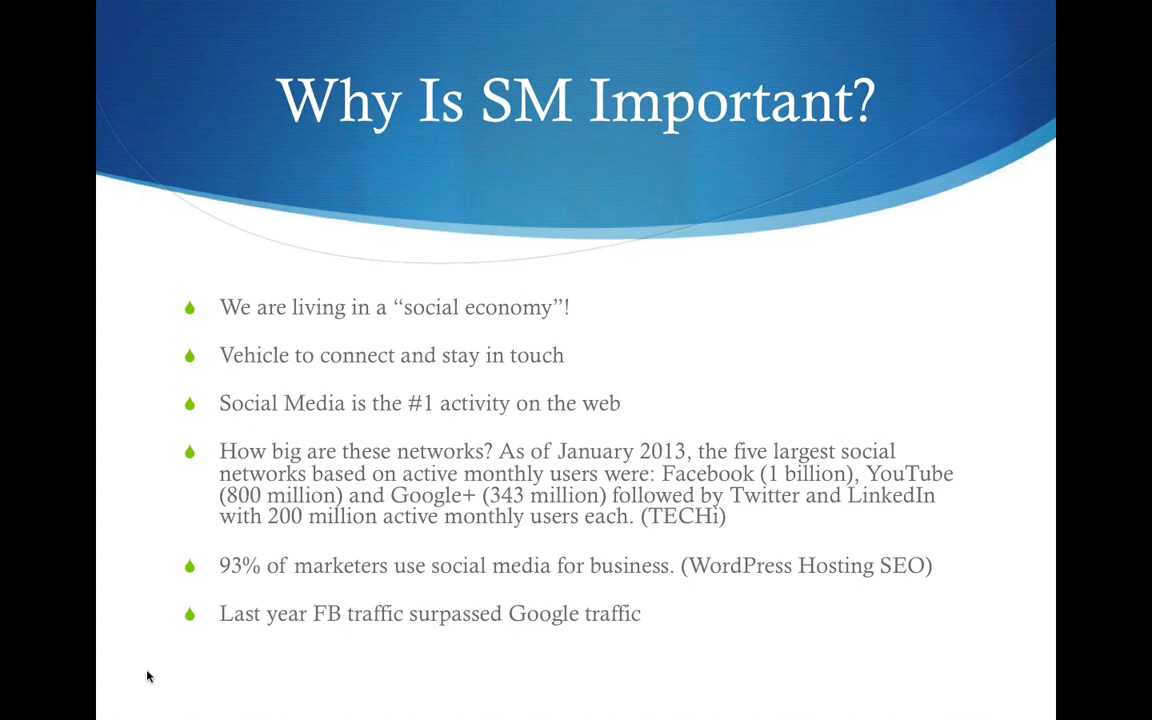 Why Is SM Important?
We are living in a “social economy”!
Vehicle to connect and stay in touch
Social Media is the #1 activity on the web
How big are these networks? As of January 2013, the five largest social
networks based on active monthly users were: Facebook (1 billion), YouTube
(800 million) and Google+ (343 million) followed by Twitter and LinkedIn
with 200 million active monthly users each. (TECHi)
93% of marketers use social media for business. (WordPress Hosting SEO)
Last year FB traffic surpassed Google traffic